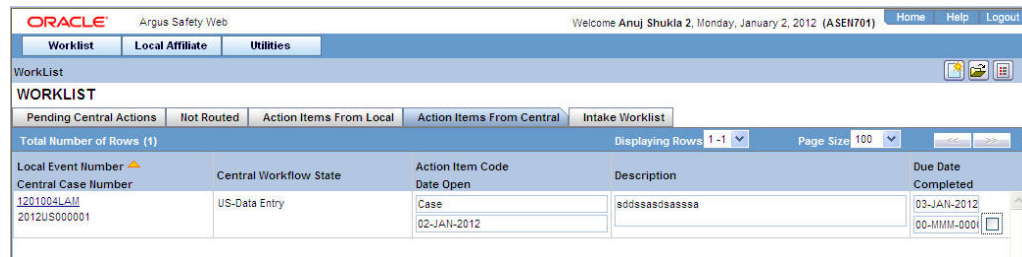 ORACLE' Argus Safety Web Welcome Anuj Shukla 2, Monday, January 2, 2012 (ASEN701) Home Help Logout
Worklist Local Affiliate Utilities
WorkList
WORKLIST
Pending Central Actions Not Routed Action Items From Local Action Items From Central Intake Worklist
Total Number of Rows (1) Displaying Rows 1 -1 Page Size 100 << >>
Local Event Number Central Workflow State Action Item Code Description Due Date
Central Case Number Date Open Completed
1201004LAM US-Data Entry Case sddssasdsasssa 03-JAN-2012
2012US000001 02-JAN-2012 00-MMM-000